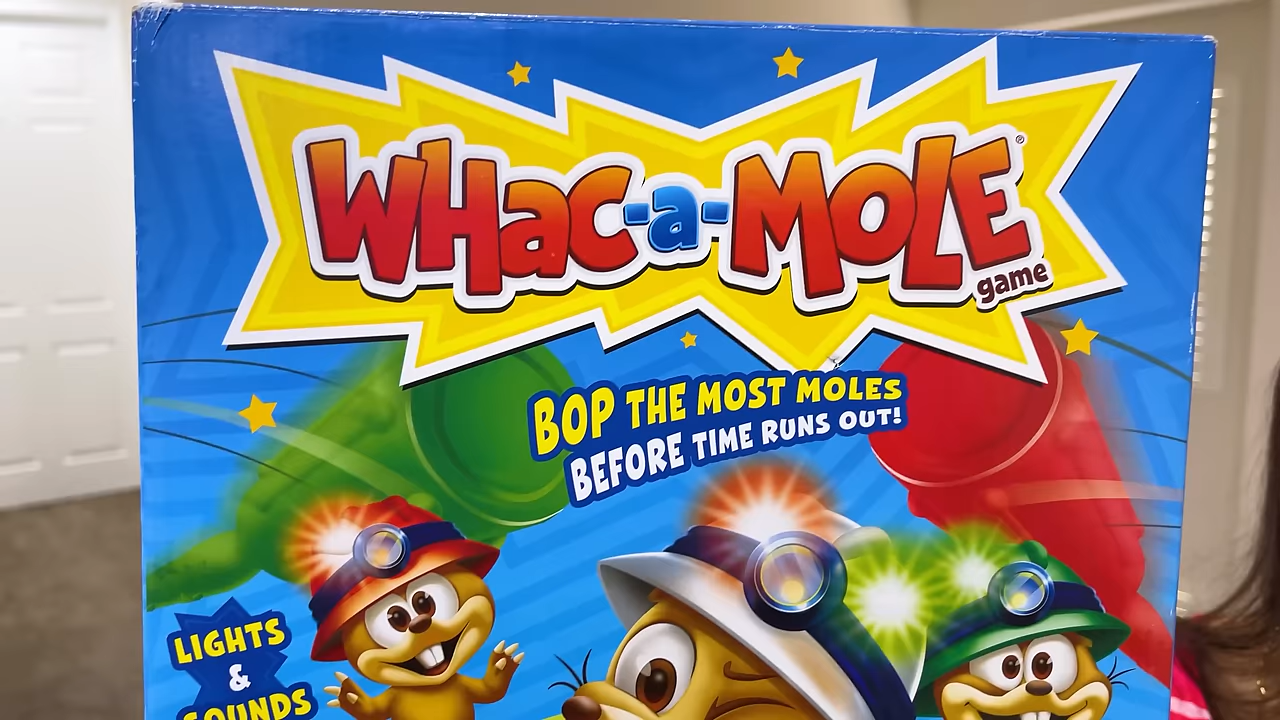 WHAC-a-MOLE®
game
BOP THE MOST MOLES
BEFORE TIME RUNS OUT!
LIGHTS
&
SOUNDS